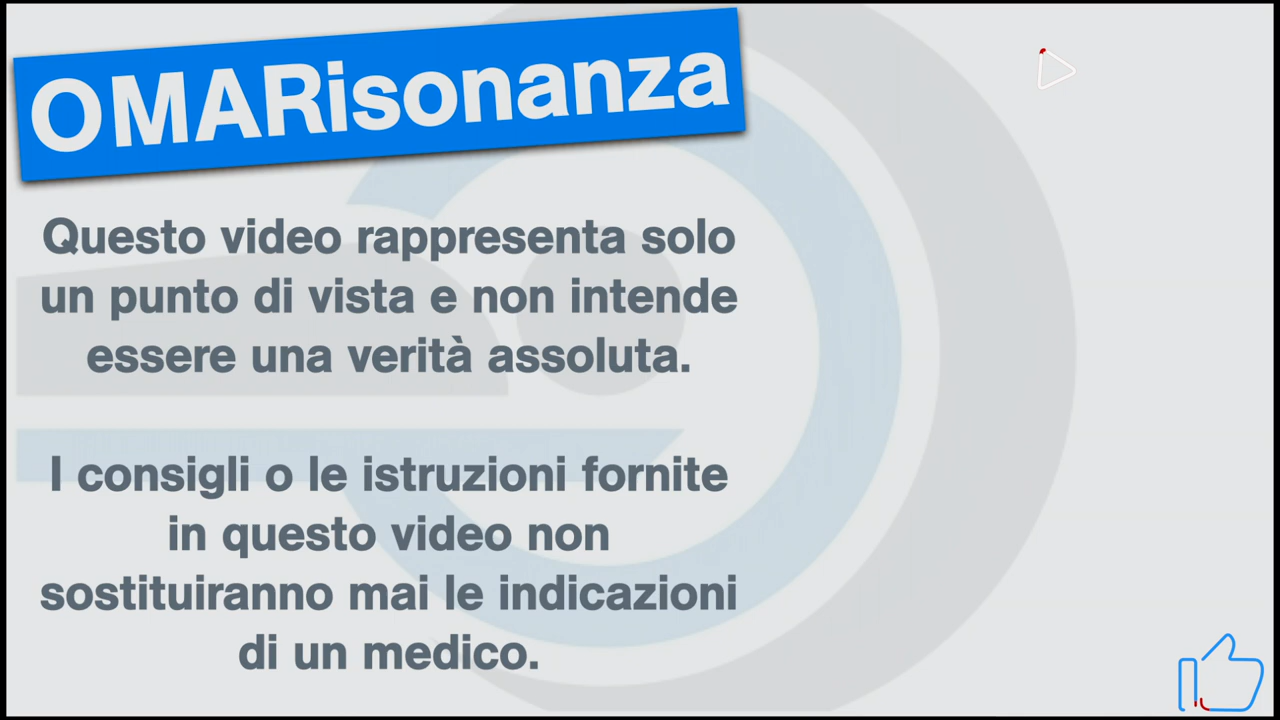 OMARisonanza
Questo video rappresenta solo
un punto di vista e non intende
essere una verità assoluta.
I consigli o le istruzioni fornite
in questo video non
sostituiranno mai le indicazioni
di un medico.